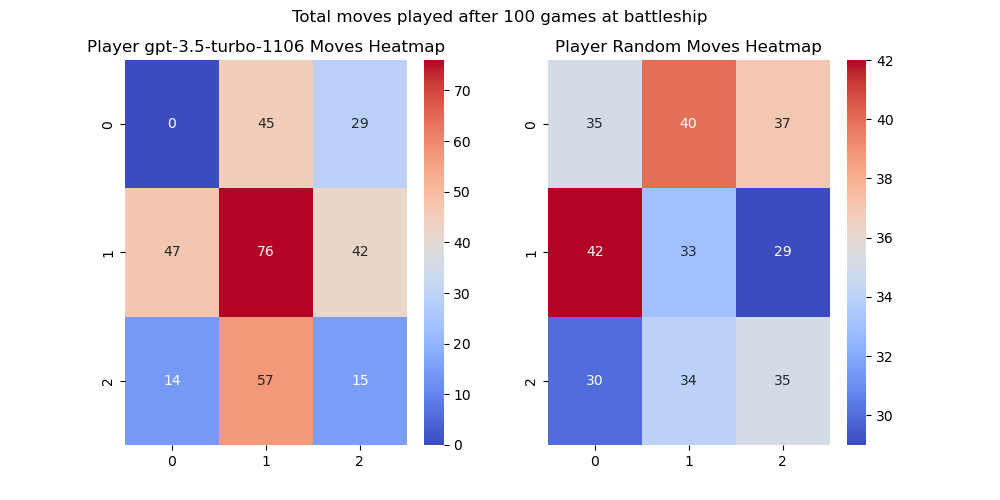 Total moves played after 100 games at battleship
Player gpt-3.5-turbo-1106 Moves Heatmap
0
1
2
0 45 29
47 76 42
14 57 15
0 1 2
70
60
50
40
30
20
10
0
Player Random Moves Heatmap
0
1
2
35 40 37
42 33 29
30 34 35
0 1 2
42
40
38
36
34
32
30